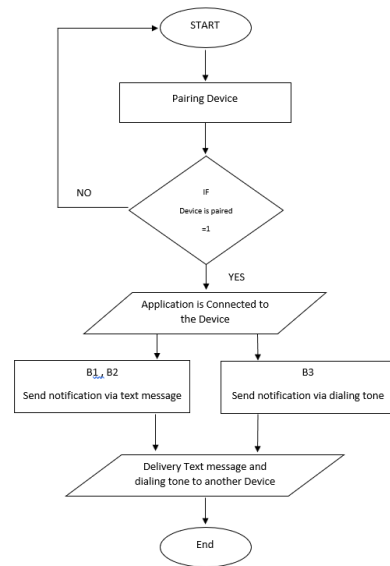 START
Pairing Device
IF
Device is paired
=1
NO
YES
Application is Connected to
the Device
B1 , B2
Send notification via text message
B3
Send notification via dialing tone
Delivery Text message and
dialing tone to another Device
End